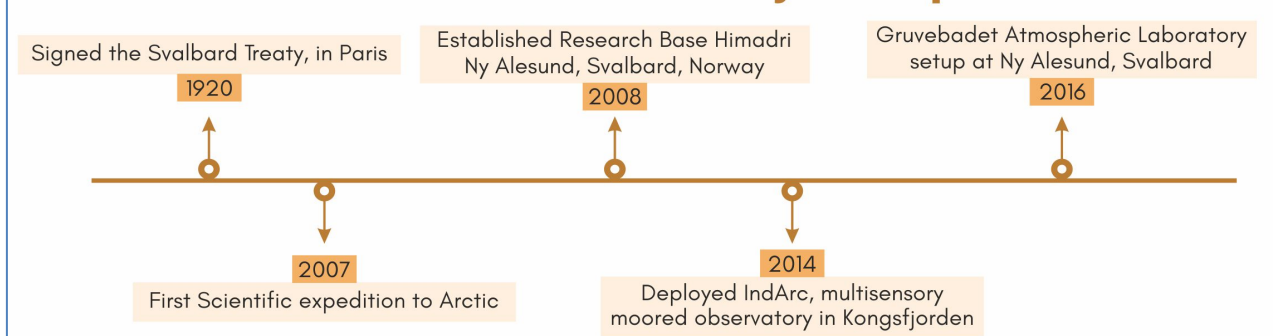 Signed the Svalbard Treaty, in Paris
1920
2007
First Scientific expedition to Arctic
Established Research Base Himadri
Ny Alesund, Svalbard, Norway
2008
2014
Deployed IndArc, multisensory
moored observatory in Kongsfjorden
Gruvebadet Atmospheric Laboratory
setup at Ny Alesund, Svalbard
2016